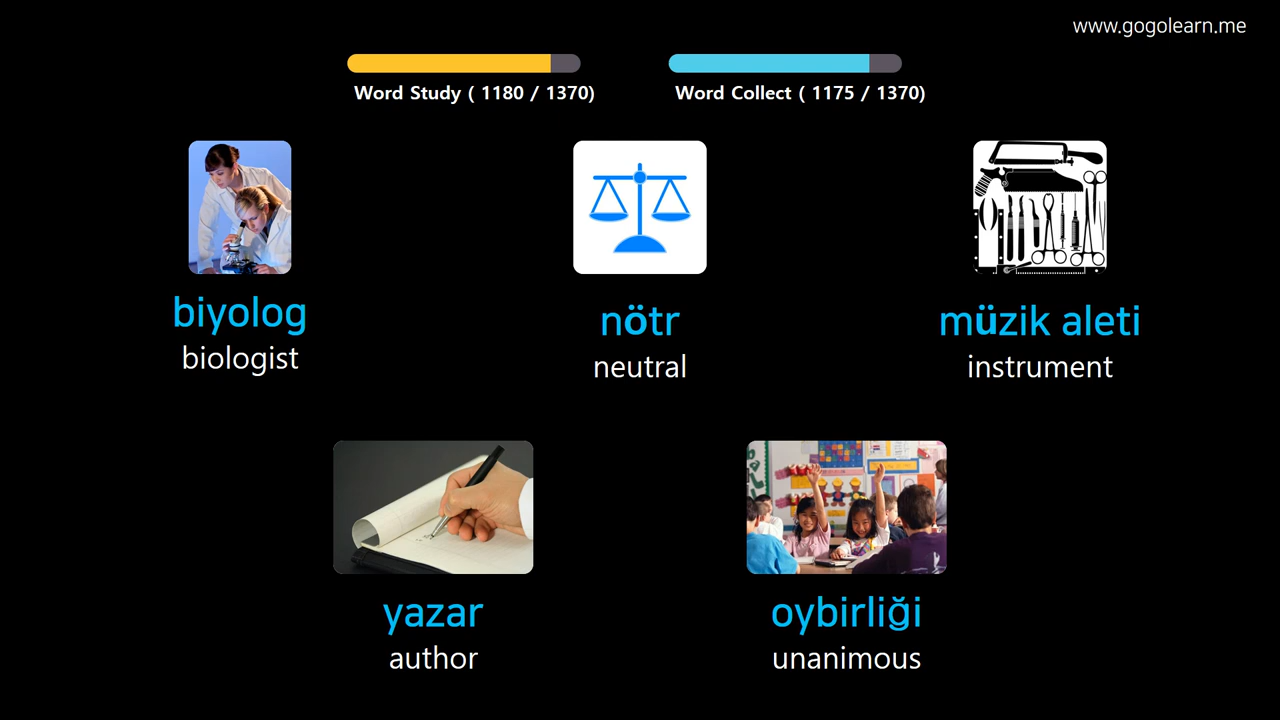 www.gogolearn.me
Word Study ( 1180 / 1370)
Word Collect ( 1175 / 1370)
biyolog
biologist
nötr
neutral
müzik aleti
instrument
yazar
author
oybirliği
unanimous